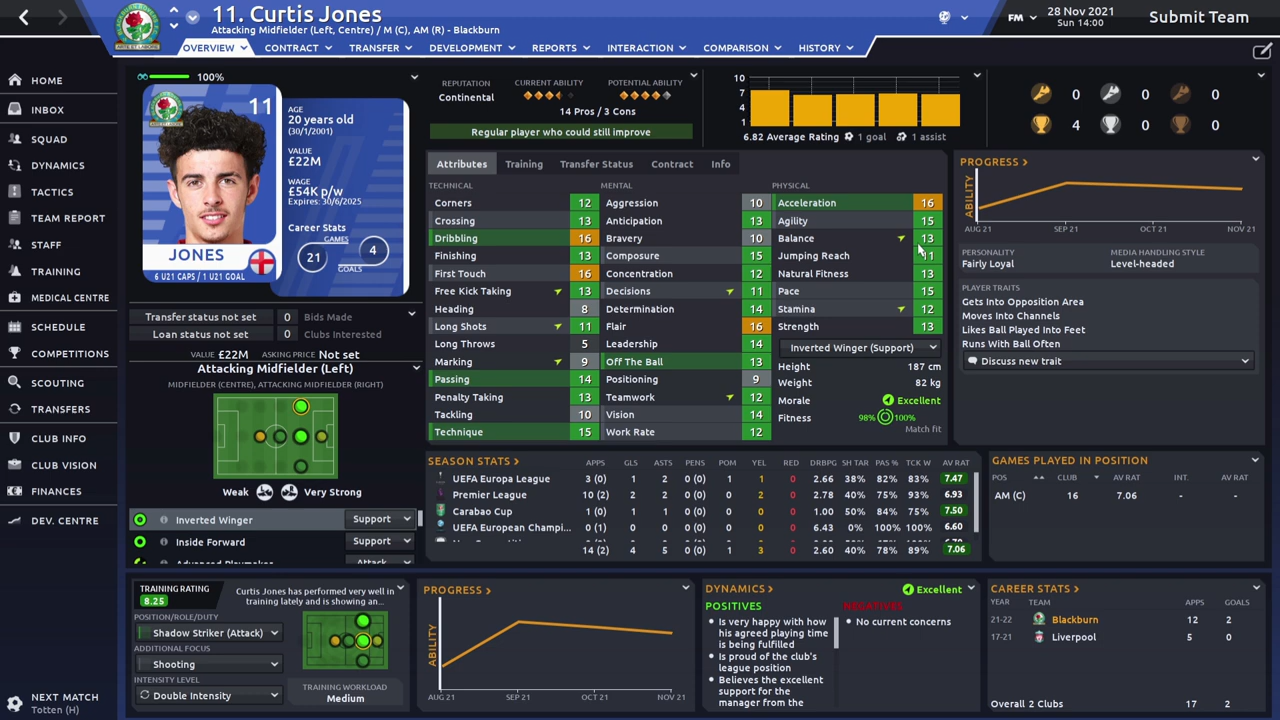 11. Curtis Jones
Attacking Midfielder (Left, Centre) / M (C), AM (R) - Blackburn
FM
28 Nov 2021
Sun 14:00
Submit Team
OVERVIEW
CONTRACT
TRANSFER
DEVELOPMENT
REPORTS
INTERACTION
COMPARISON
HISTORY
HOME
INBOX
SQUAD
DYNAMICS
TACTICS
TEAM REPORT
STAFF
TRAINING
MEDICAL CENTRE
SCHEDULE
COMPETITIONS
SCOUTING
TRANSFERS
CLUB INFO
CLUB VISION
FINANCES
DEV. CENTRE
NEXT MATCH
Totten (H)
100%
11
JONES
6 U21 CAPS / 1 U21 GOAL
AGE
20 years old
(30/1/2001)
VALUE
£22M
WAGE
£54K p/w
Expires: 30/6/2025
Career Stats
GAMES
21
4
GOALS
Transfer status not set 0 Bids Made
Loan status not set 0 Clubs Interested
VALUE £22M ASKING PRICE Not set
Attacking Midfielder (Left)
MIDFIELDER (CENTRE), ATTACKING MIDFIELDER (RIGHT)
Weak Very Strong
Inverted Winger Support
Inside Forward Support
REPUTATION
Continental
CURRENT ABILITY
POTENTIAL ABILITY
14 Pros / 3 Cons
Regular player who could still improve
10
7
4
1
6.82 Average Rating 1 goal 1 assist
0 0 0
4 0 0
Attributes Training Transfer Status Contract Info
TECHNICAL MENTAL PHYSICAL
Corners 12 Aggression 10 Acceleration 16
Crossing 13 Anticipation 13 Agility 15
Dribbling 16 Bravery 10 Balance 13
Finishing 13 Composure 15 Jumping Reach 11
First Touch 16 Concentration 12 Natural Fitness 13
Free Kick Taking 13 Decisions 11 Pace 15
Heading 8 Determination 14 Stamina 12
Long Shots 11 Flair 16 Strength 13
Long Throws 5 Leadership 14 Inverted Winger (Support)
Marking 9 Off The Ball 13 Height 187 cm
Passing 14 Positioning 9 Weight 82 kg
Penalty Taking 13 Teamwork 12 Morale Excellent
Tackling 10 Vision 14 Fitness 98% 100%
Technique 15 Work Rate 12 Match fit
PROGRESS
ABILITY
AUG 21 SEP 21 OCT 21 NOV 21
PERSONALITY
Fairly Loyal
MEDIA HANDLING STYLE
Level-headed
PLAYER TRAITS
Gets Into Opposition Area
Moves Into Channels
Likes Ball Played Into Feet
Runs With Ball Often
Discuss new trait
SEASON STATS APPS GLS ASTS PENS POM YEL RED DRBPG SH TAR PAS % TCK W AV RAT
UEFA Europa League 3 (0) 1 2 0 (0) 1 1 0 2.66 38% 82% 83% 7.47
Premier League 10 (2) 2 2 0 (0) 0 2 0 2.78 40% 75% 93% 6.93
Carabao Cup 1 (0) 1 0 0 (0) 0 0 0 1.00 50% 84% 75% 7.50
UEFA European Champi... 0 (1) 0 0 0 (0) 0 0 0 6.43 0% 100% 100% 6.60
14 (2) 4 5 0 (0) 1 3 0 2.60 40% 78% 89% 7.06
GAMES PLAYED IN POSITION
POS CLUB AV RAT INT. AV RAT
AM (C) 16 7.06 - -
TRAINING RATING
8.25
Curtis Jones has performed very well in
training lately and is showing an...
POSITION/ROLE/DUTY
Shadow Striker (Attack)
ADDITIONAL FOCUS
Shooting
INTENSITY LEVEL
Double Intensity
TRAINING WORKLOAD
Medium
PROGRESS
ABILITY
AUG 21 SEP 21 OCT 21 NOV 21
DYNAMICS Excellent
POSITIVES
Is very happy with how
his agreed playing time
is being fulfilled
Is proud of the club's
league position
Believes the excellent
support for the
manager from the
NEGATIVES
No current concerns
CAREER STATS
YEAR TEAM APPS GOALS
21-22 Blackburn 12 2
17-21 Liverpool 5 0
Overall 2 Clubs 17 2